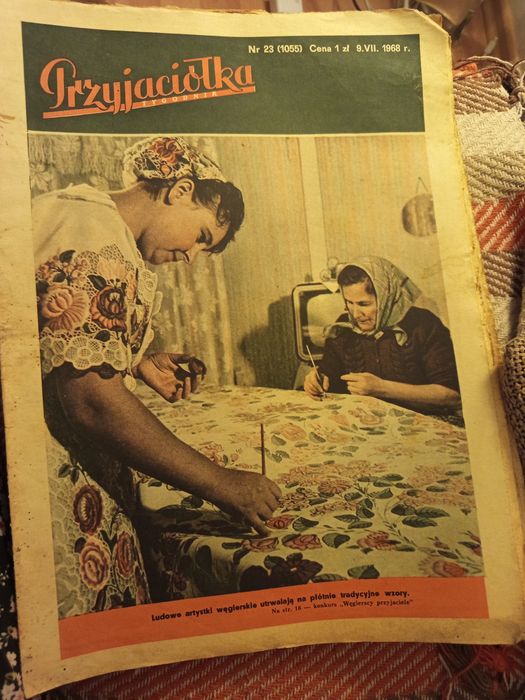 Nr 23 (1055) Cena 1 zł 9.VII. 1968 r.
Przyjaciółka
TYGODNIK
Ludowe artystki węgierskie utrwalają na płótnie tradycyjne wzory.
Na str. 16 — konkurs „Węgierscy przyjaciele"